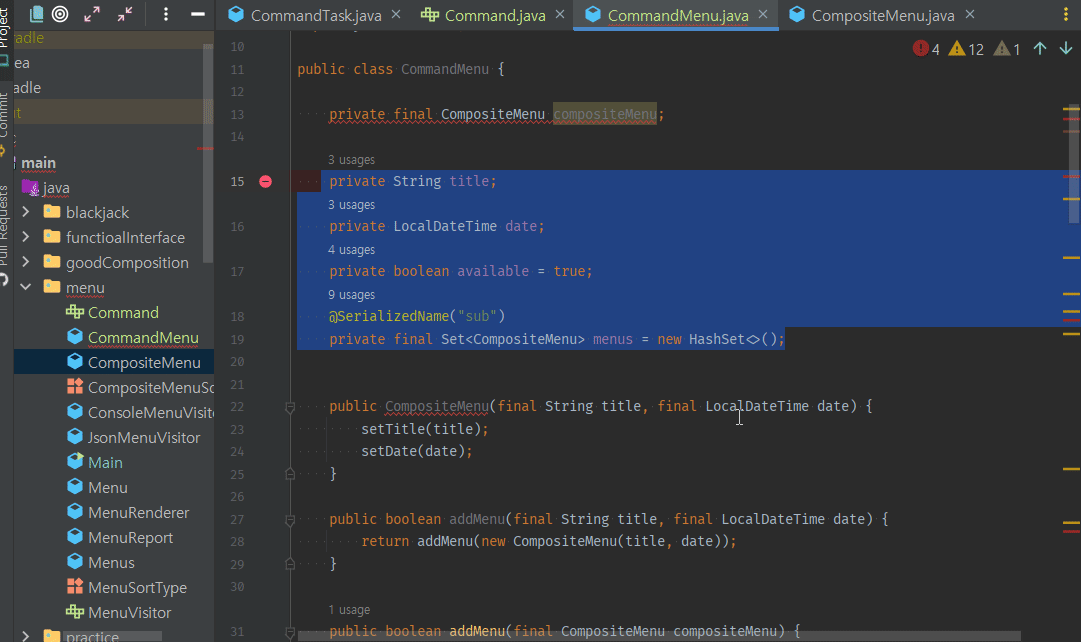 CommandTask.java
Command.java
CommandMenu.java
CompositeMenu.java
Project
Commit
Pull Requests
adle
ea
adle
main
java
blackjack
functioalInterface
goodComposition
menu
Command
CommandMenu
CompositeMenu
CompositeMenuSo
ConsoleMenuVisit
JsonMenuVisitor
Main
Menu
MenuRenderer
MenuReport
Menus
MenuSortType
MenuVisitor
practice
4 12 1
10
11 public class CommandMenu {
12
13 private final CompositeMenu compositeMenu;
14
3 usages
15 private String title;
3 usages
16 private LocalDateTime date;
4 usages
17 private boolean available = true;
9 usages
18 @SerializedName("sub")
19 private final Set<CompositeMenu> menus = new HashSet<>();
20
21
22 public CompositeMenu(final String title, final LocalDateTime date) {
23 setTitle(title);
24 setDate(date);
25 }
26
27 public boolean addMenu(final String title, final LocalDateTime date) {
28 return addMenu(new CompositeMenu(title, date));
29 }
30
1 usage
31 public boolean addMenu(final CompositeMenu compositeMenu) {